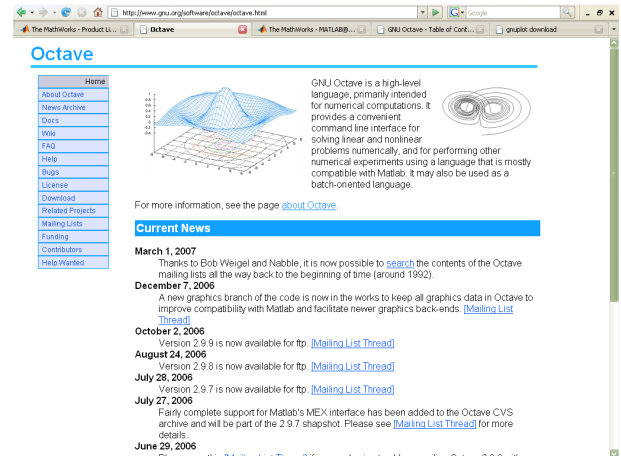 http://www.gnu.org/software/octave/octave.html
Google
The MathWorks - Product Li...
Octave
The MathWorks - MATLAB®...
GNU Octave - Table of Cont...
gnuplot download
Octave
Home
About Octave
News Archive
Docs
Wiki
FAQ
Help
Bugs
License
Download
Related Projects
Mailing Lists
Funding
Contributors
Help Wanted
GNU Octave is a high-level
language, primarily intended
for numerical computations. It
provides a convenient
command line interface for
solving linear and nonlinear
problems numerically, and for performing other
numerical experiments using a language that is mostly
compatible with Matlab. It may also be used as a
batch-oriented language.
For more information, see the page about Octave.
Current News
March 1, 2007
Thanks to Bob Weigel and Nabble, it is now possible to search the contents of the Octave
mailing lists all the way back to the beginning of time (around 1992).
December 7, 2006
A new graphics branch of the code is now in the works to keep all graphics data in Octave to
improve compatibility with Matlab and facilitate newer graphics back-ends. [Mailing List
Thread]
October 2, 2006
Version 2.9.9 is now available for ftp. [Mailing List Thread]
August 24, 2006
Version 2.9.8 is now available for ftp. [Mailing List Thread]
July 28, 2006
Version 2.9.7 is now available for ftp. [Mailing List Thread]
July 27, 2006
Fairly complete support for Matlab's MEX interface has been added to the Octave CVS
archive and will be part of the 2.9.7 shapshot. Please see [Mailing List Thread] for more
details.
June 29, 2006